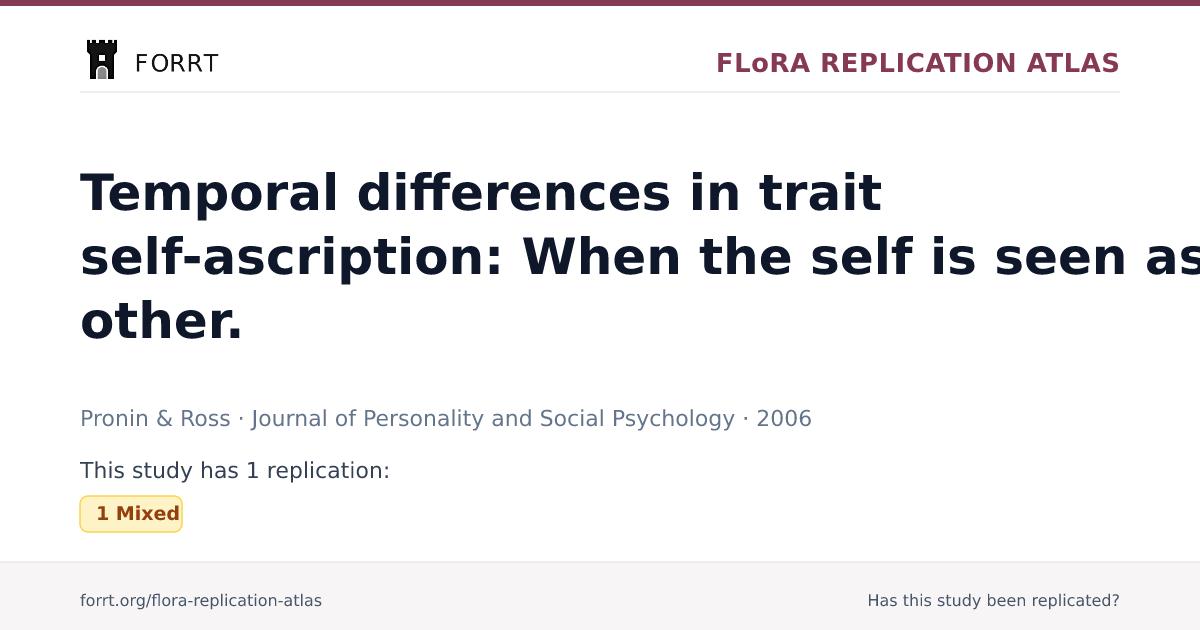 FORRT
FLoRA REPLICATION ATLAS
Temporal differences in trait
self-ascription: When the self is seen as
other.
Pronin & Ross · Journal of Personality and Social Psychology · 2006
This study has 1 replication:
1 Mixed
forrt.org/flora-replication-atlas
Has this study been replicated?